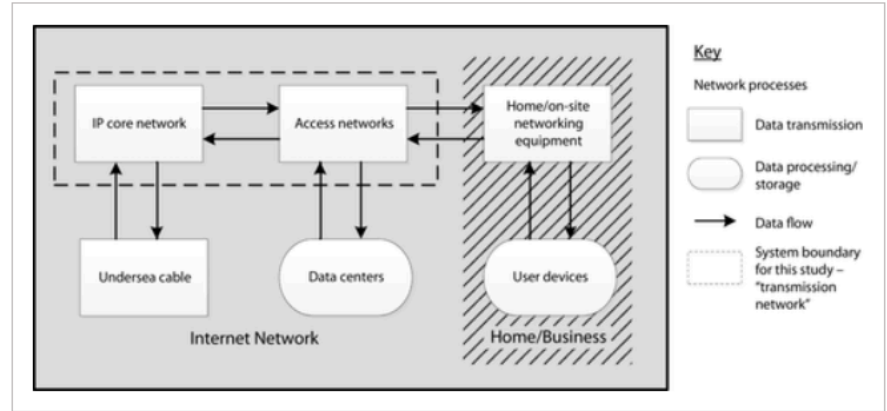 IP core network
Access networks
Home/on-site
networking
equipment
Undersea cable
Data centers
User devices
Internet Network
Home/Business
Key
Network processes
Data transmission
Data processing/
storage
Data flow
System boundary
for this study –
"transmission
network"